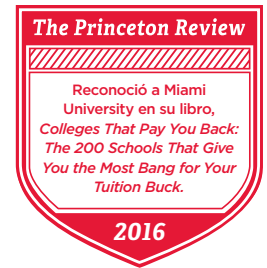 The Princeton Review
Reconoció a Miami
University en su libro,
Colleges That Pay You Back:
The 200 Schools That Give
You the Most Bang for Your
Tuition Buck.
2016